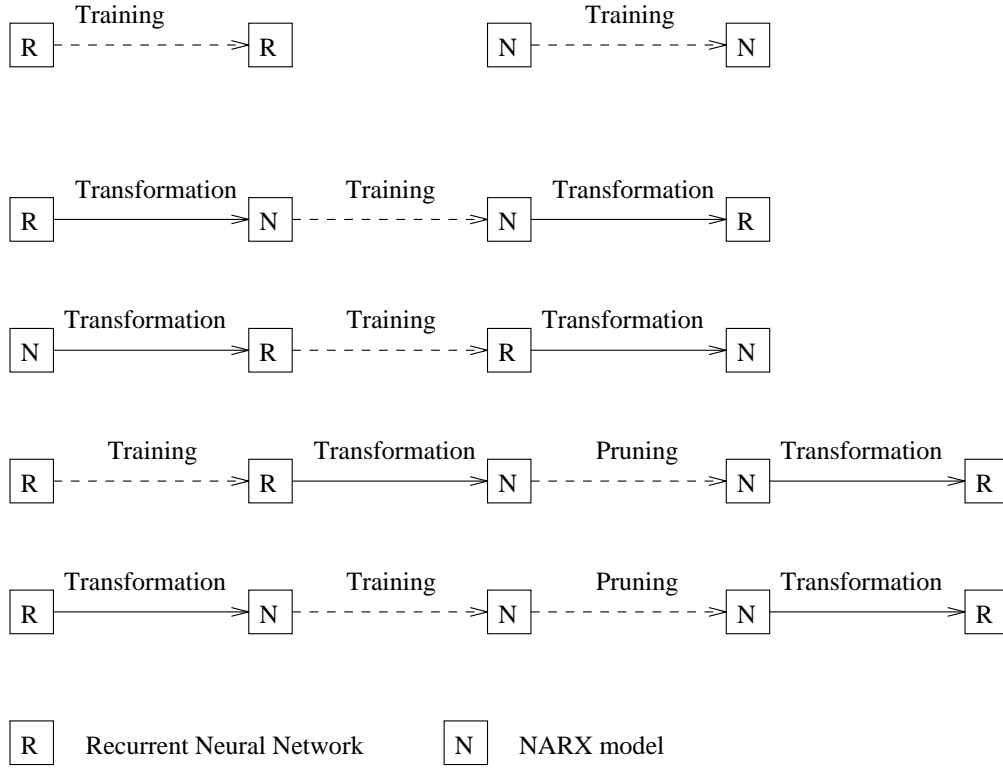 Training Training
R R N N
Transformation Training Transformation
R N N R
Transformation Training Transformation
N R R N
Training Transformation Pruning Transformation
R R N N R
Transformation Training Pruning Transformation
R N N N R
R Recurrent Neural Network N NARX model